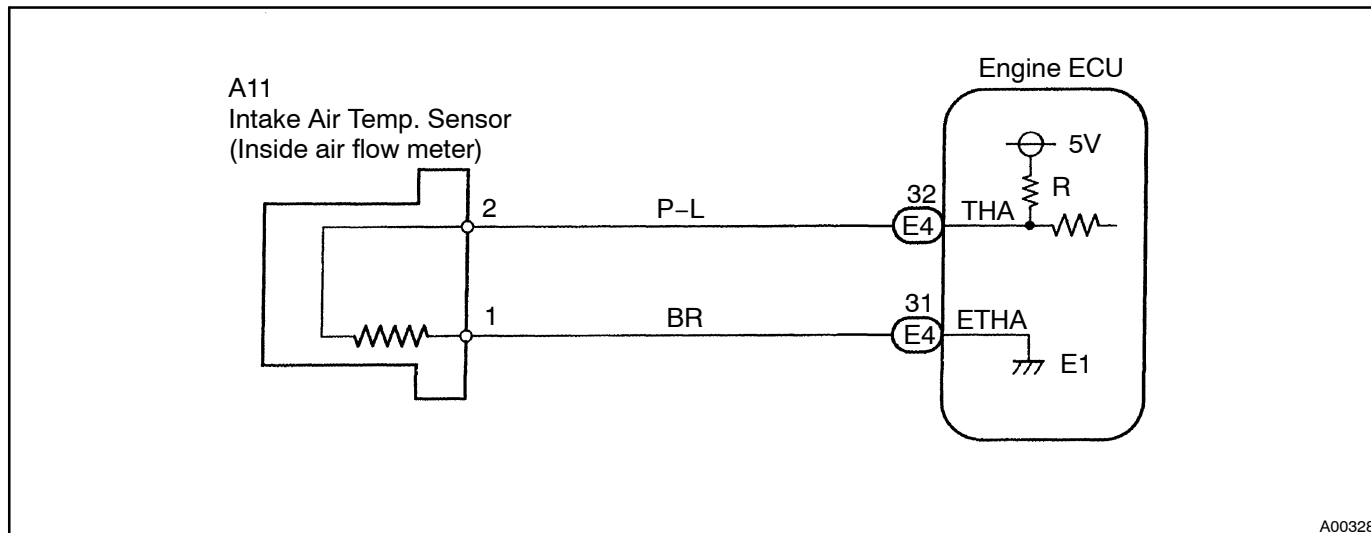 Engine ECU
A11
Intake Air Temp. Sensor
(Inside air flow meter)
5V
R
2
P–L
32
E4
THA
1
BR
31
E4
ETHA
E1
A00328